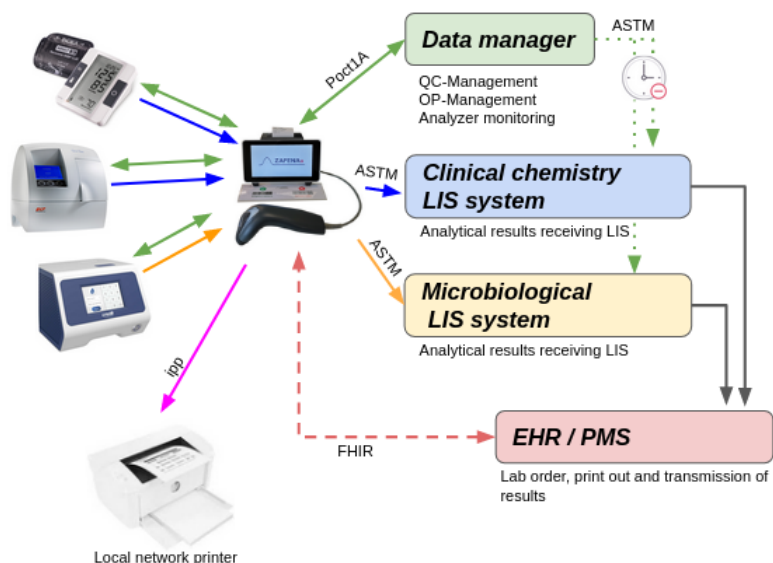 ASTM
Data manager
Poct1A
QC-Management
OP-Management
Analyzer monitoring
ZAFENA
ASTM
Clinical chemistry
LIS system
Analytical results receiving LIS
ASTM
Microbiological
LIS system
Analytical results receiving LIS
ipp
EHR / PMS
FHIR
Lab order, print out and transmission of
results
Local network printer